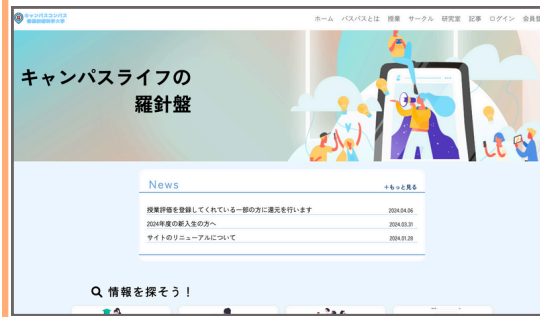 キャンパスコンパス
ホーム パスパスとは 授業 サークル 研究室 記事 ログイン 会員登
キャンパスライフの
羅針盤
News
+もっと見る
授業評価を登録してくれている一部の方に還元を行います 2024.04.06
2024年度の新入生の方へ 2024.03.31
サイトのリニューアルについて 2024.01.28
情報を探そう！